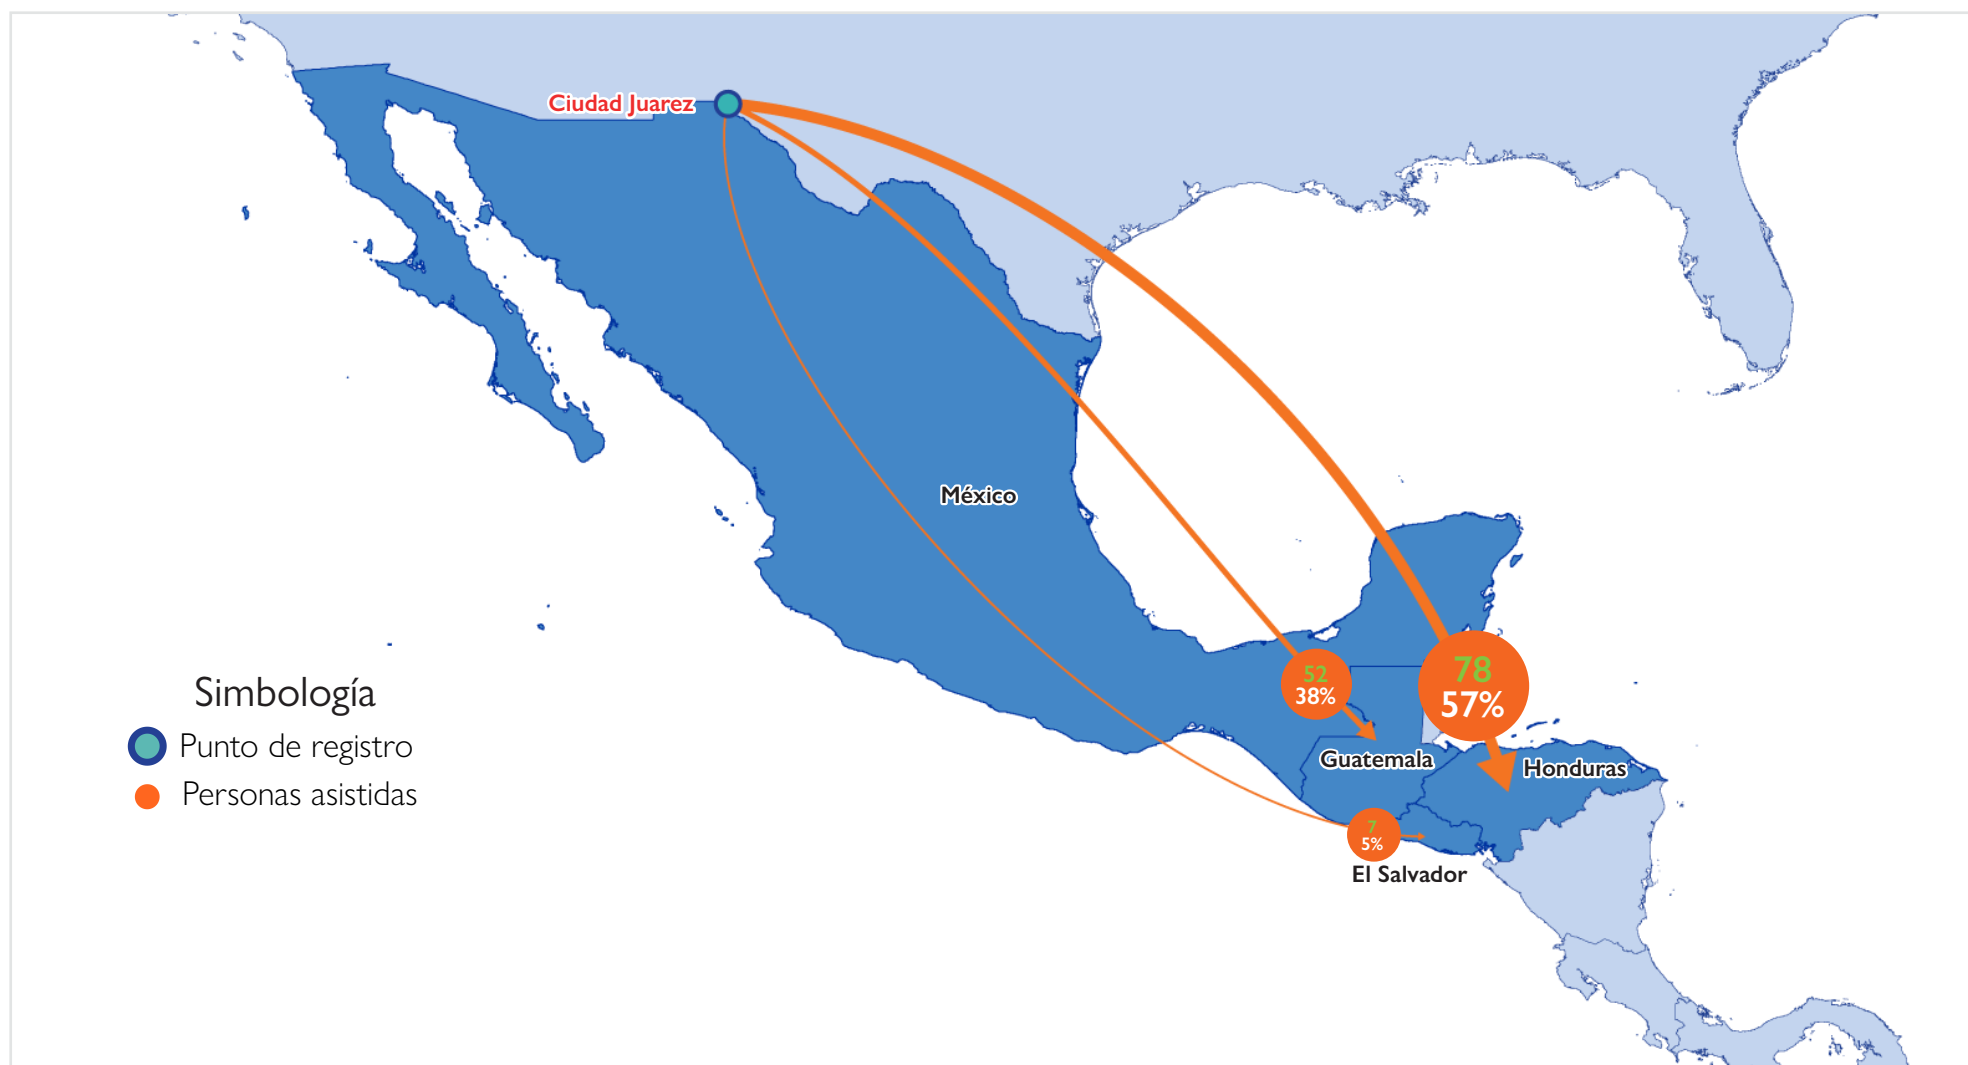 Ciudad Juarez
México
52
38%
78
57%
Guatemala
Honduras
7
5%
El Salvador
Simbología
Punto de registro
Personas asistidas